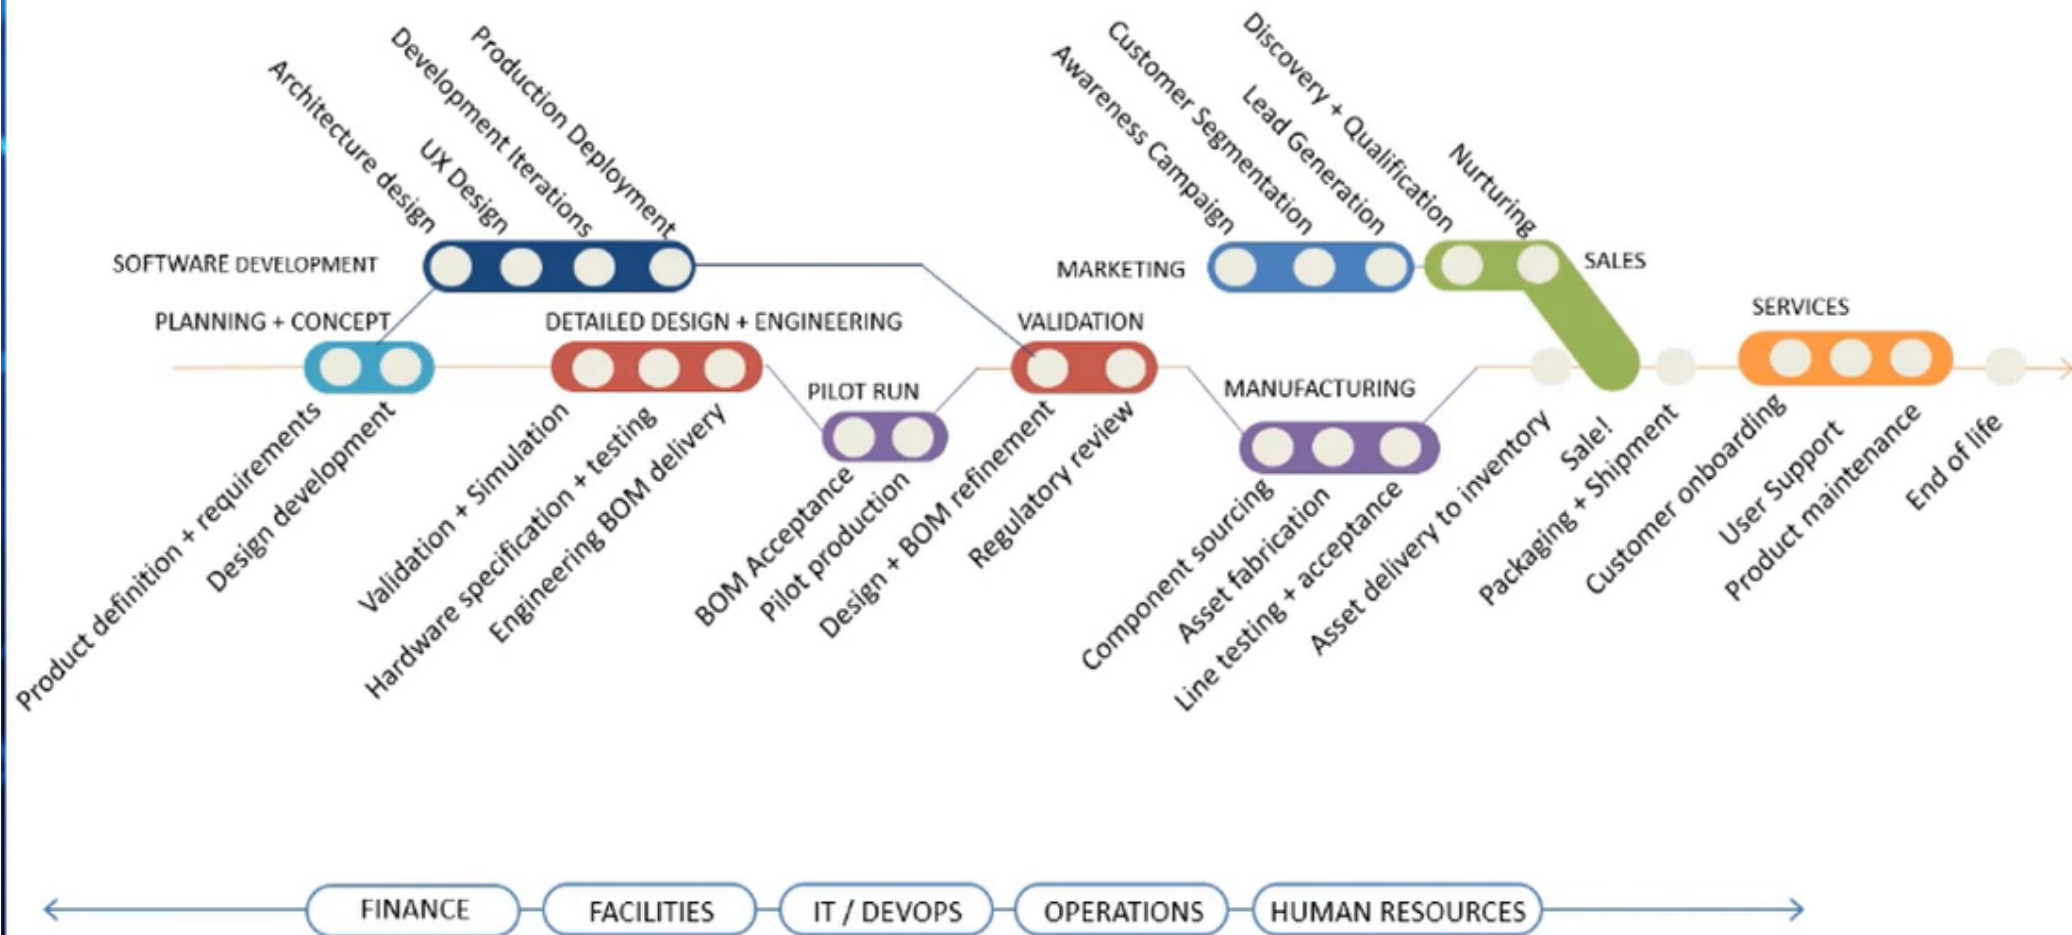 Architecture design
UX Design
Development Iterations
Production Deployment
Awareness Campaign
Customer Segmentation
Lead Generation
Discovery + Qualification
Nurturing
SOFTWARE DEVELOPMENT
MARKETING
SALES
PLANNING + CONCEPT
DETAILED DESIGN + ENGINEERING
VALIDATION
SERVICES
PILOT RUN
MANUFACTURING
Product definition + requirements
Design development
Validation + Simulation
Hardware specification + testing
Engineering BOM delivery
BOM Acceptance
Pilot production
Design + BOM refinement
Regulatory review
Component sourcing
Asset fabrication
Line testing + acceptance
Asset delivery to inventory
Sale!
Packaging + Shipment
Customer onboarding
User Support
Product maintenance
End of life
FINANCE
FACILITIES
IT / DEVOPS
OPERATIONS
HUMAN RESOURCES